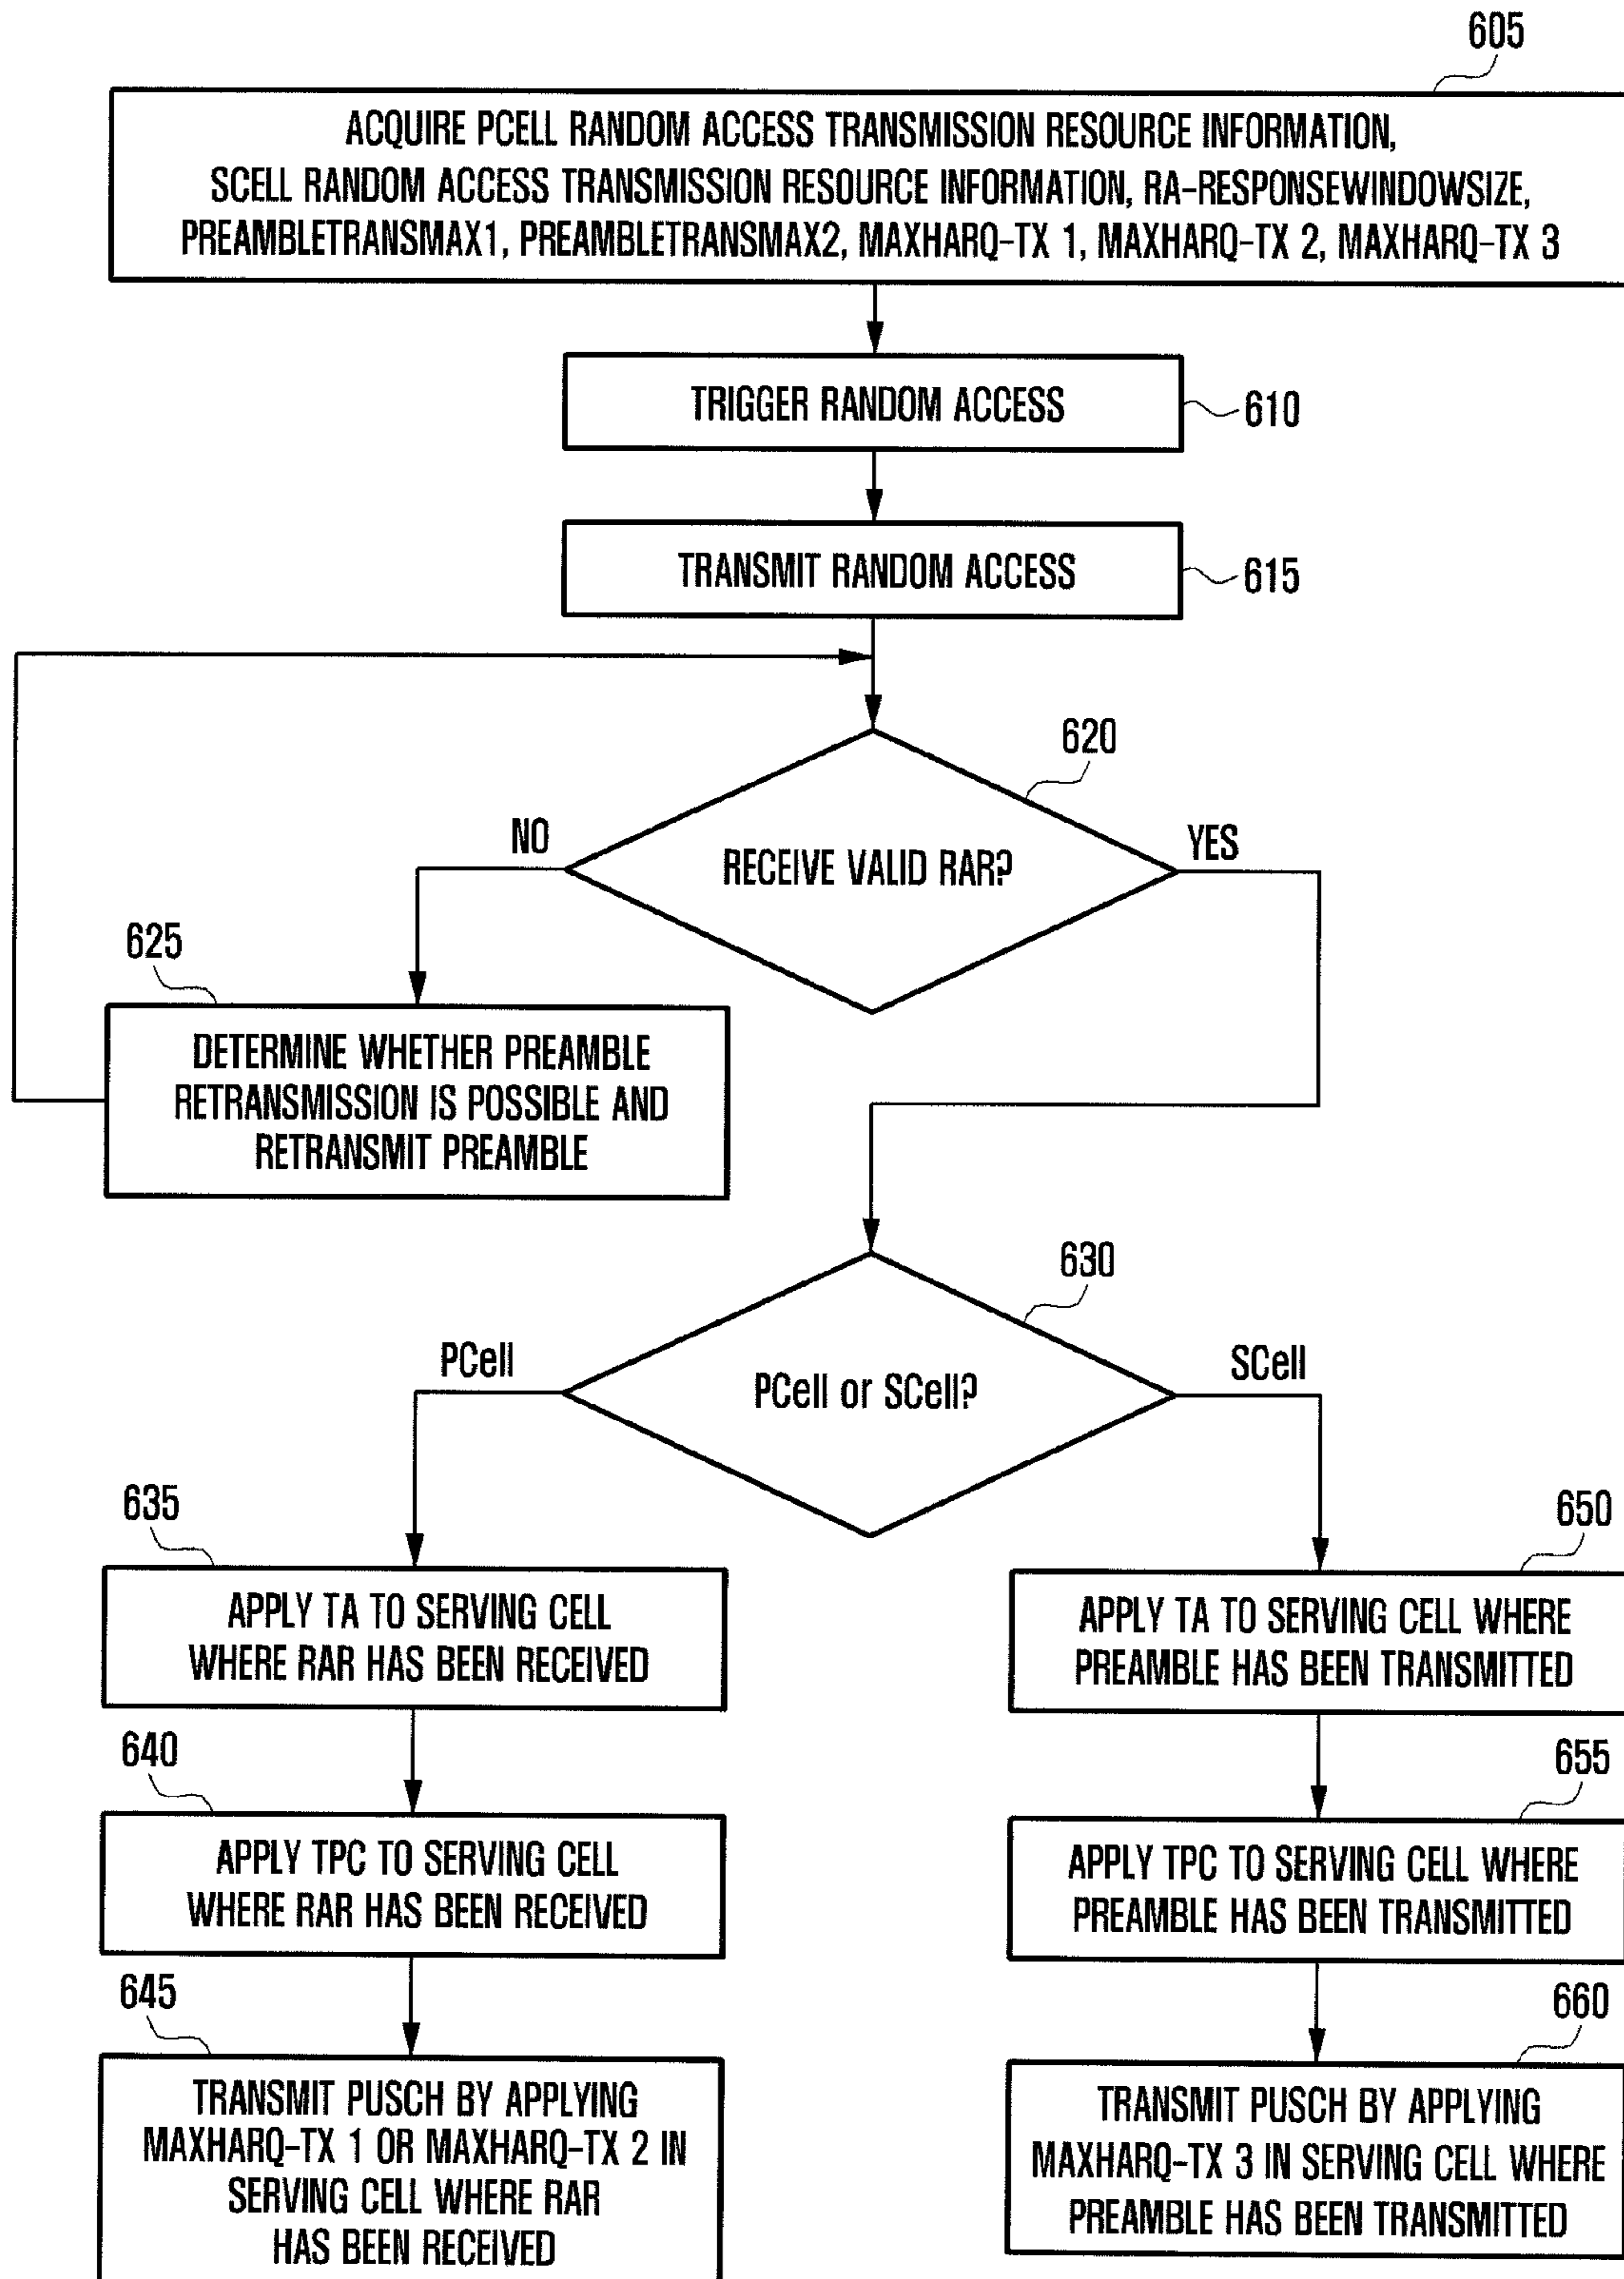 605
ACQUIRE PCELL RANDOM ACCESS TRANSMISSION RESOURCE INFORMATION,
SCELL RANDOM ACCESS TRANSMISSION RESOURCE INFORMATION, RA-RESPONSEWINDOWSIZE,
PREAMBLETRANSMAX1, PREAMBLETRANSMAX2, MAXHARQ-TX 1, MAXHARQ-TX 2, MAXHARQ-TX 3
TRIGGER RANDOM ACCESS
610
TRANSMIT RANDOM ACCESS
615
620
NO
YES
RECEIVE VALID RAR?
625
DETERMINE WHETHER PREAMBLE
RETRANSMISSION IS POSSIBLE AND
RETRANSMIT PREAMBLE
630
PCell
SCell
PCell or SCell?
635
APPLY TA TO SERVING CELL
WHERE RAR HAS BEEN RECEIVED
640
APPLY TPC TO SERVING CELL
WHERE RAR HAS BEEN RECEIVED
645
TRANSMIT PUSCH BY APPLYING
MAXHARQ-TX 1 OR MAXHARQ-TX 2 IN
SERVING CELL WHERE RAR
HAS BEEN RECEIVED
650
APPLY TA TO SERVING CELL WHERE
PREAMBLE HAS BEEN TRANSMITTED
655
APPLY TPC TO SERVING CELL WHERE
PREAMBLE HAS BEEN TRANSMITTED
660
TRANSMIT PUSCH BY APPLYING
MAXHARQ-TX 3 IN SERVING CELL WHERE
PREAMBLE HAS BEEN TRANSMITTED